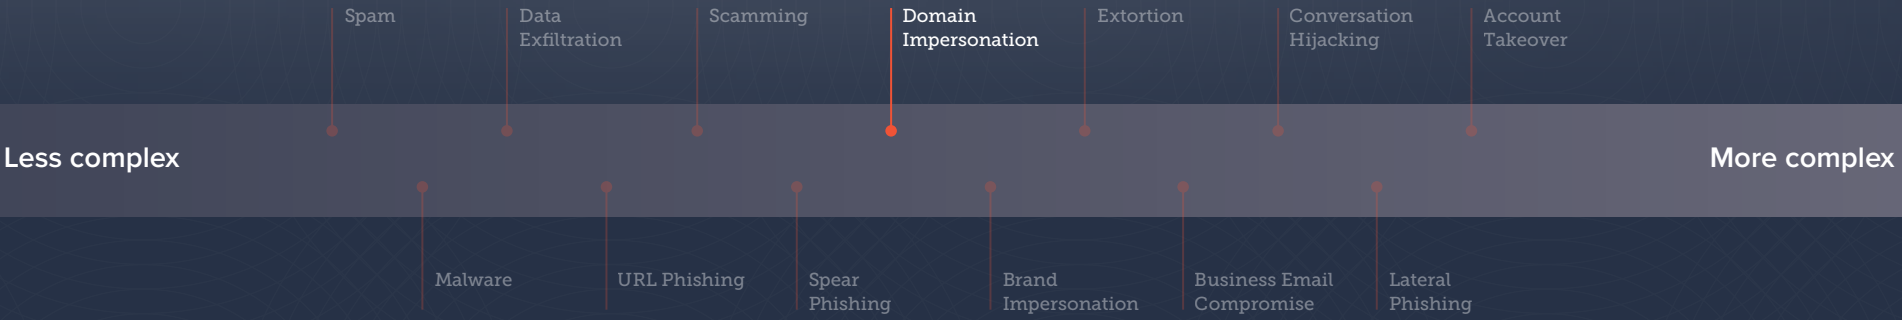 Spam
Data
Exfiltration
Scamming
Domain
Impersonation
Extortion
Conversation
Hijacking
Account
Takeover
Less complex
More complex
Malware
URL Phishing
Spear
Phishing
Brand
Impersonation
Business Email
Compromise
Lateral
Phishing